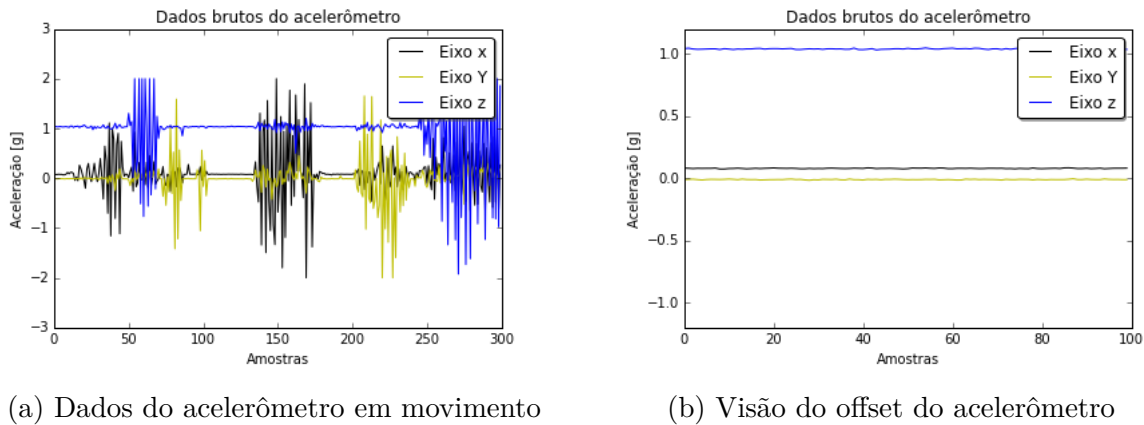 Dados brutos do acelerômetro
Aceleração [g]
3
2
1
0
−1
−2
−3
Eixo x
Eixo Y
Eixo z
0 50 100 150 200 250 300
Amostras
(a) Dados do acelerômetro em movimento
Dados brutos do acelerômetro
Aceleração [g]
1.0
0.5
0.0
−0.5
−1.0
Eixo x
Eixo Y
Eixo z
0 20 40 60 80 100
Amostras
(b) Visão do offset do acelerômetro